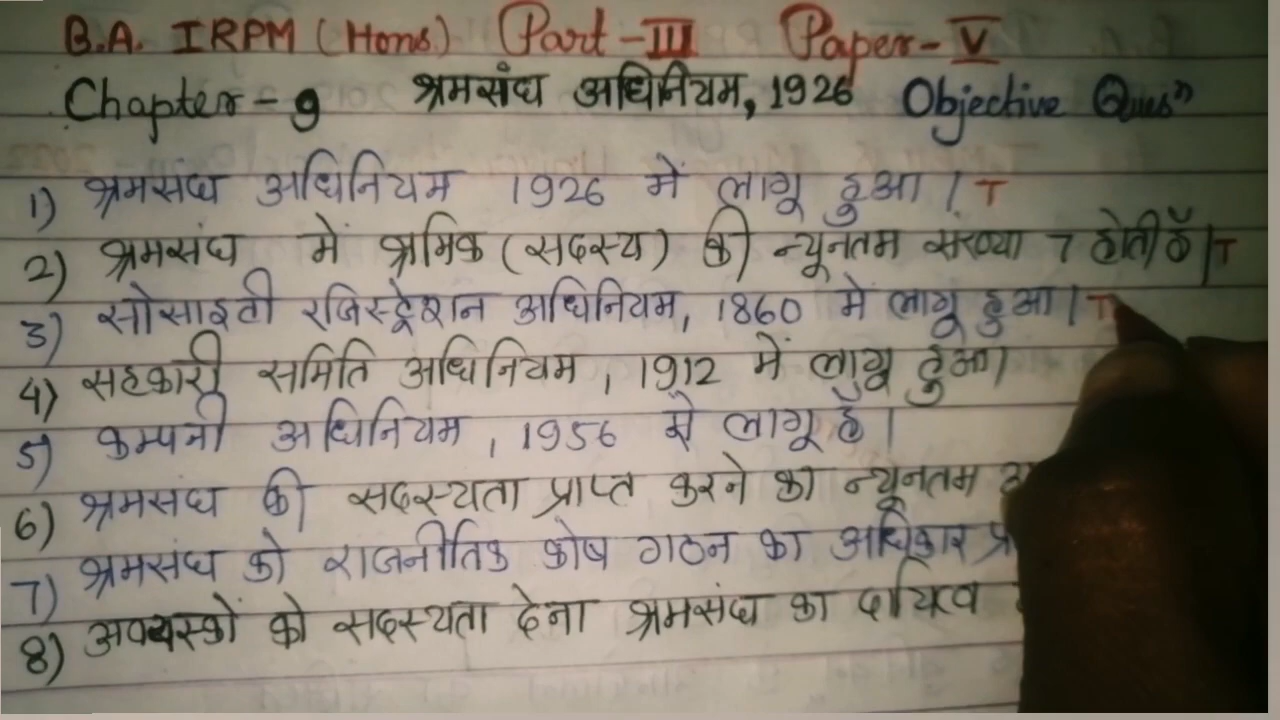 B.A. IRPM (Hons) Part-III Paper-V
Chapter-9 श्रमसंघ अधिनियम, 1926 Objective Quesⁿ
1) श्रमसंघ अधिनियम 1926 में लागू हुआ। T
2) श्रमसंघ में श्रमिक (सदस्य) की न्यूनतम संख्या 7 होती हैं। T
3) सोसाइटी रजिस्ट्रेशन अधिनियम, 1860 में लागू हुआ। T
4) सहकारी समिति अधिनियम, 1912 में लागू हुआ।
5) कम्पनी अधिनियम, 1956 से लागू है।
6) श्रमसंघ की सदस्यता प्राप्त करने का न्यूनतम
7) श्रमसंघ को राजनीतिक कोष गठन का अधिकार
8) अवयस्कों को सदस्यता देना श्रमसंघ का दायित्व